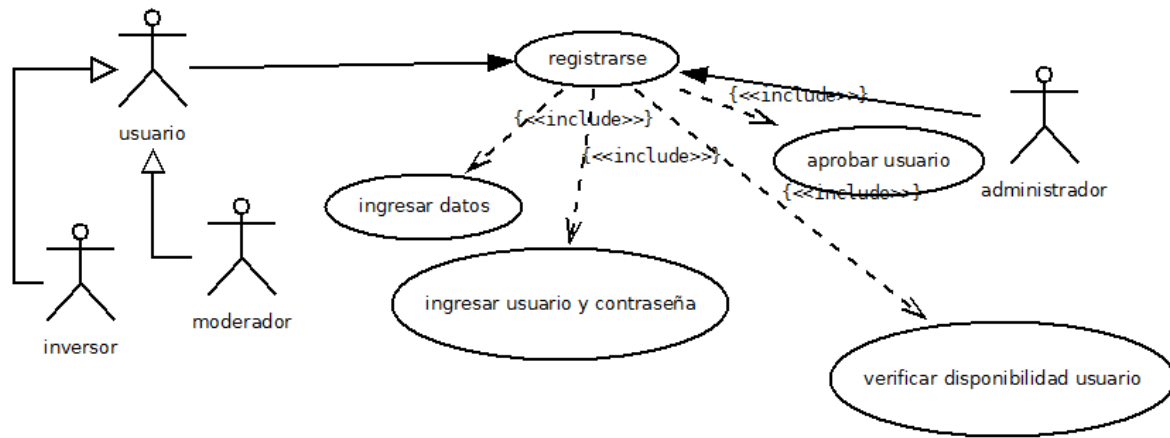 registrarse
{<<include>>}
{<<include>>}
{<<include>>}
{<<include>>}
usuario
aprobar usuario
administrador
ingresar datos
moderador
ingresar usuario y contraseña
inversor
verificar disponibilidad usuario